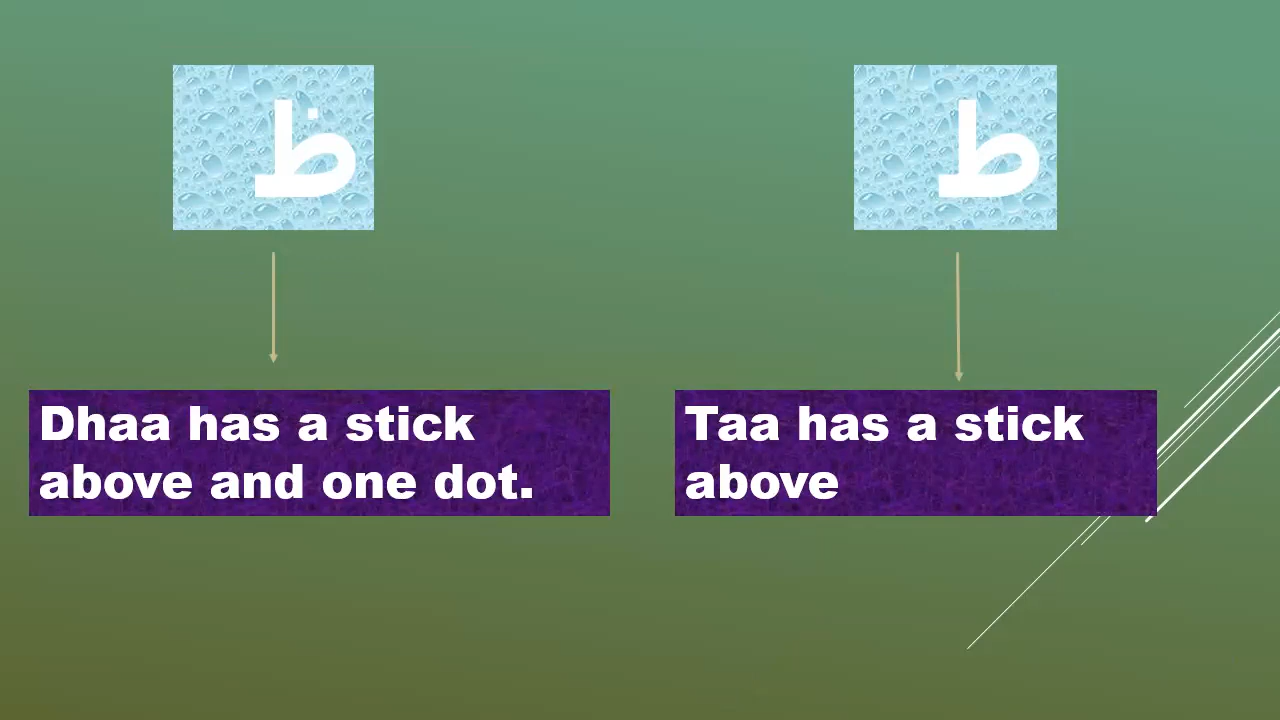 ظ
ط
Dhaa has a stick
above and one dot.
Taa has a stick
above